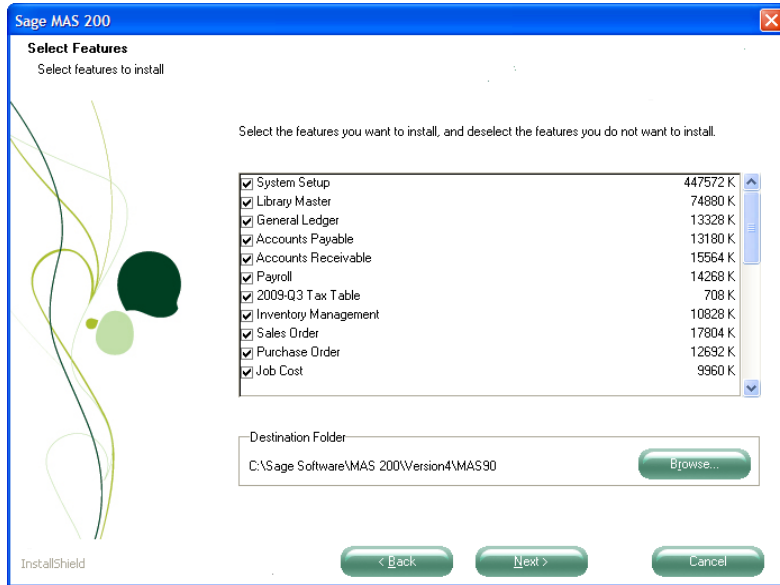 Sage MAS 200
Select Features
Select features to install
Select the features you want to install, and deselect the features you do not want to install.
System Setup 447572 K
Library Master 74880 K
General Ledger 13328 K
Accounts Payable 13180 K
Accounts Receivable 15564 K
Payroll 14268 K
2009-Q3 Tax Table 708 K
Inventory Management 10828 K
Sales Order 17804 K
Purchase Order 12692 K
Job Cost 9960 K
Destination Folder
C:\Sage Software\MAS 200\Version4\MAS90
Browse...
InstallShield
< Back
Next >
Cancel